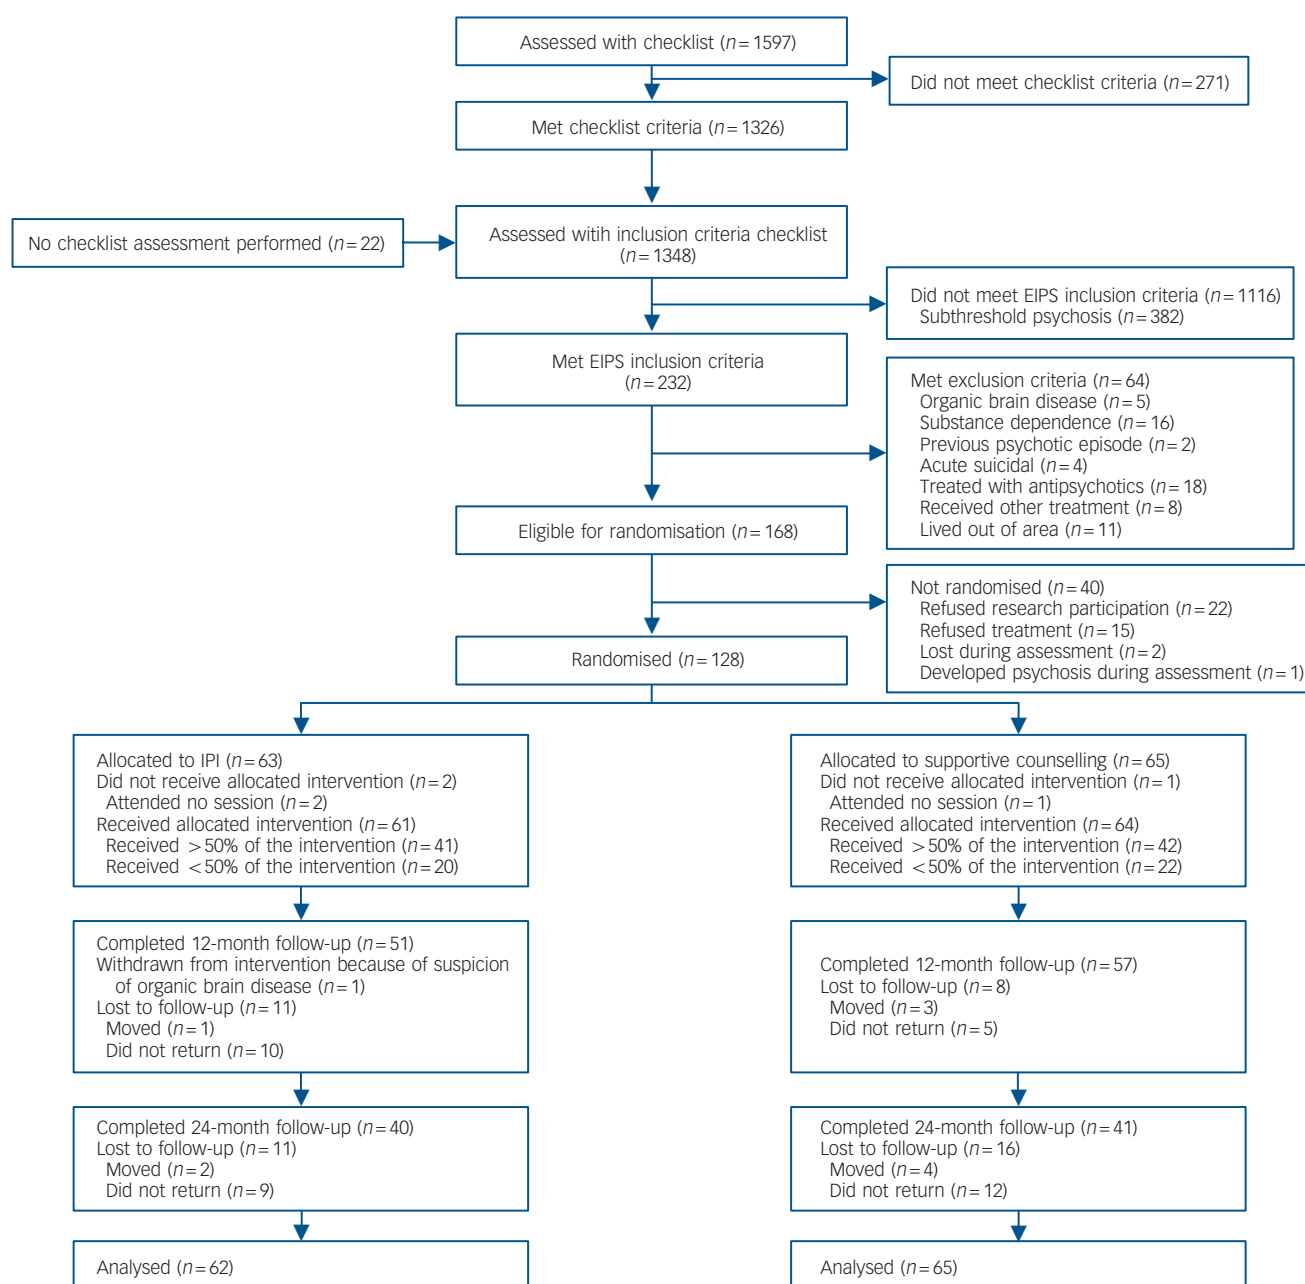 Assessed with checklist (n=1597)
Did not meet checklist criteria (n=271)
Met checklist criteria (n=1326)
No checklist assessment performed (n=22)
Assessed witih inclusion criteria checklist
(n=1348)
Did not meet EIPS inclusion criteria (n=1116)
Subthreshold psychosis (n=382)
Met EIPS inclusion criteria
(n=232)
Met exclusion criteria (n=64)
Organic brain disease (n=5)
Substance dependence (n=16)
Previous psychotic episode (n=2)
Acute suicidal (n=4)
Treated with antipsychotics (n=18)
Received other treatment (n=8)
Lived out of area (n=11)
Eligible for randomisation (n=168)
Not randomised (n=40)
Refused research participation (n=22)
Refused treatment (n=15)
Lost during assessment (n=2)
Developed psychosis during assessment (n=1)
Randomised (n=128)
Allocated to IPI (n=63)
Did not receive allocated intervention (n=2)
Attended no session (n=2)
Received allocated intervention (n=61)
Received >50% of the intervention (n=41)
Received <50% of the intervention (n=20)
Allocated to supportive counselling (n=65)
Did not receive allocated intervention (n=1)
Attended no session (n=1)
Received allocated intervention (n=64)
Received >50% of the intervention (n=42)
Received <50% of the intervention (n=22)
Completed 12-month follow-up (n=51)
Withdrawn from intervention because of suspicion
of organic brain disease (n=1)
Lost to follow-up (n=11)
Moved (n=1)
Did not return (n=10)
Completed 12-month follow-up (n=57)
Lost to follow-up (n=8)
Moved (n=3)
Did not return (n=5)
Completed 24-month follow-up (n=40)
Lost to follow-up (n=11)
Moved (n=2)
Did not return (n=9)
Completed 24-month follow-up (n=41)
Lost to follow-up (n=16)
Moved (n=4)
Did not return (n=12)
Analysed (n=62)
Analysed (n=65)